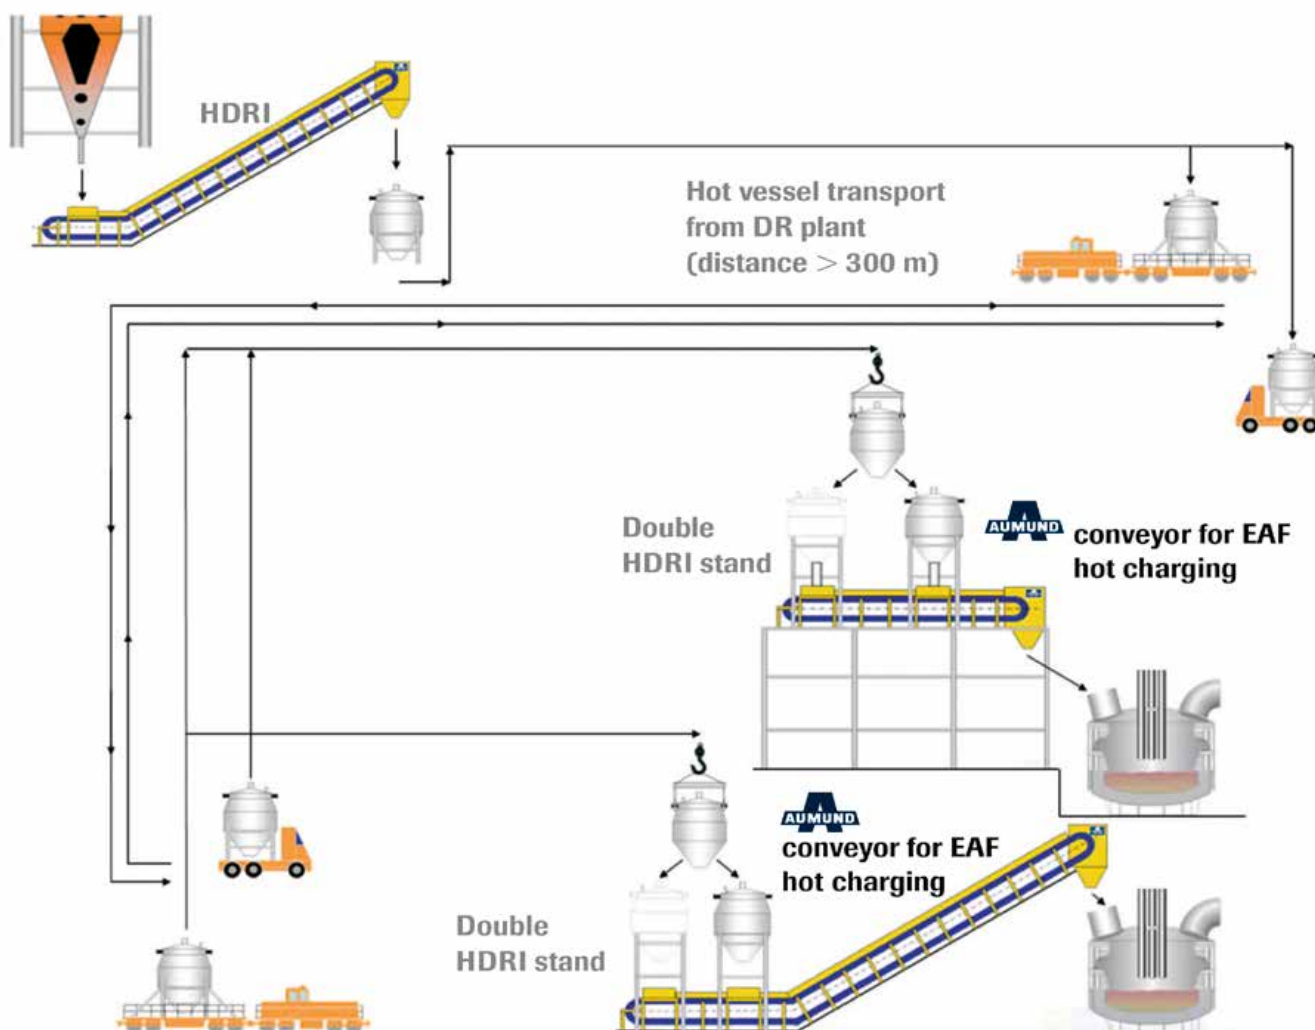 HDRI
Hot vessel transport
from DR plant
(distance > 300 m)
Double
HDRI stand
AUMUND
conveyor for EAF
hot charging
AUMUND
conveyor for EAF
hot charging
Double
HDRI stand